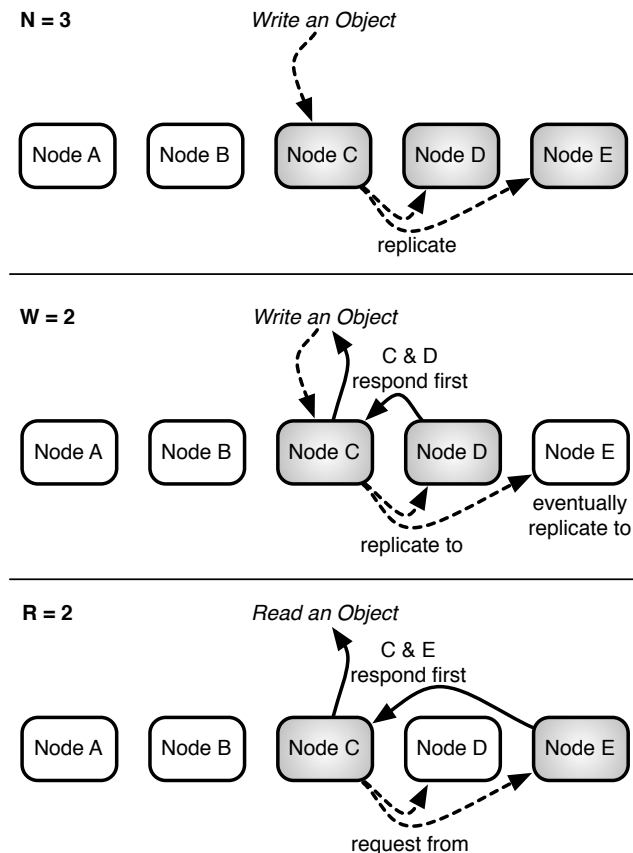 N = 3
Write an Object
Node A
Node B
Node C
Node D
Node E
replicate
W = 2
Write an Object
C & D
respond first
Node A
Node B
Node C
Node D
Node E
replicate to
eventually
replicate to
R = 2
Read an Object
C & E
respond first
Node A
Node B
Node C
Node D
Node E
request from